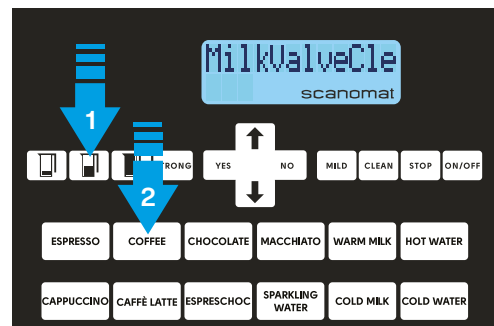 MilkValveCle
scanomat
1
2
YES
NO
MILD
CLEAN
STOP
ON/OFF
ESPRESSO
COFFEE
CHOCOLATE
MACCHIATO
WARM MILK
HOT WATER
CAPPUCCINO
CAFFÈ LATTE
ESPRESCHOC
SPARKLING
WATER
COLD MILK
COLD WATER